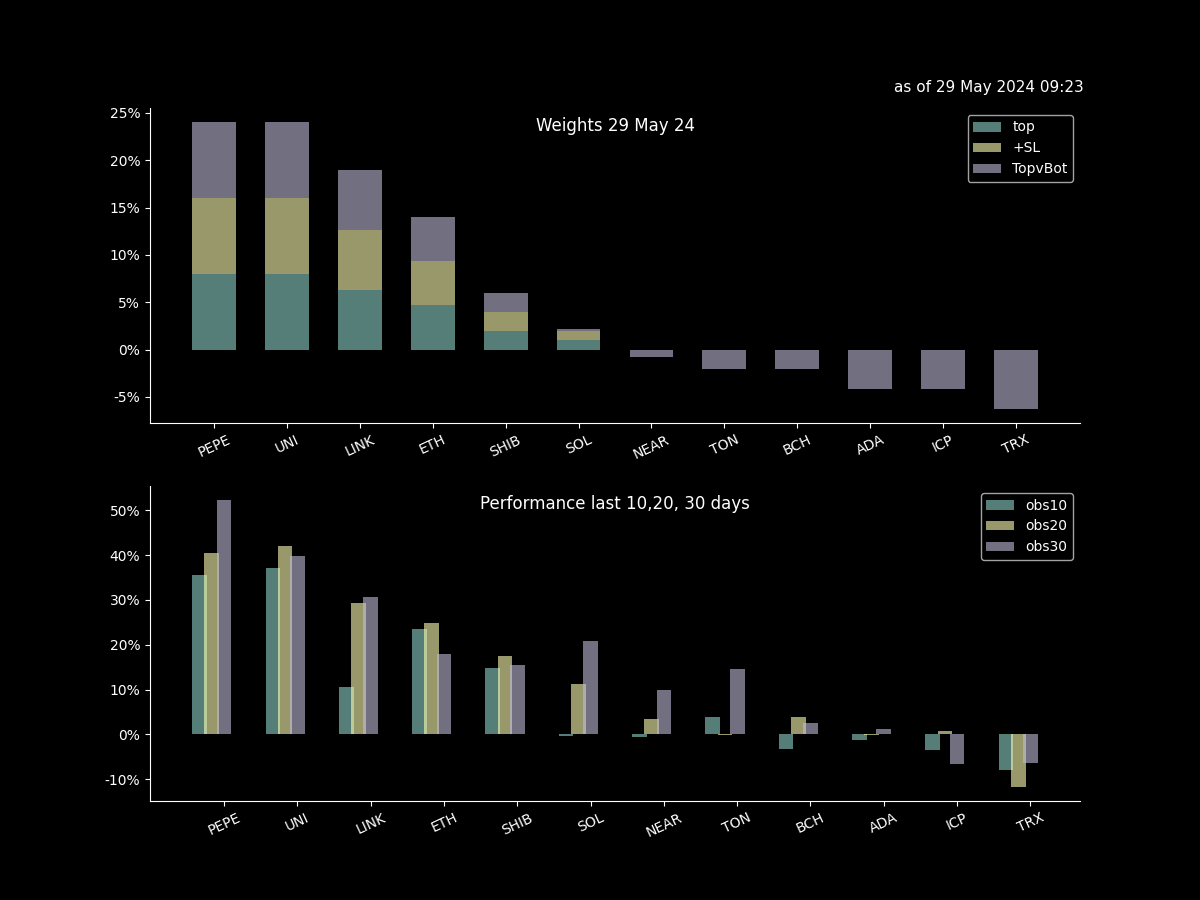 as of 29 May 2024 09:23
Weights 29 May 24
25%
20%
15%
10%
5%
0%
-5%
top
+SL
TopvBot
PEPE UNI LINK ETH SHIB SOL NEAR TON BCH ADA ICP TRX
Performance last 10,20, 30 days
50%
40%
30%
20%
10%
0%
-10%
obs10
obs20
obs30
PEPE UNI LINK ETH SHIB SOL NEAR TON BCH ADA ICP TRX